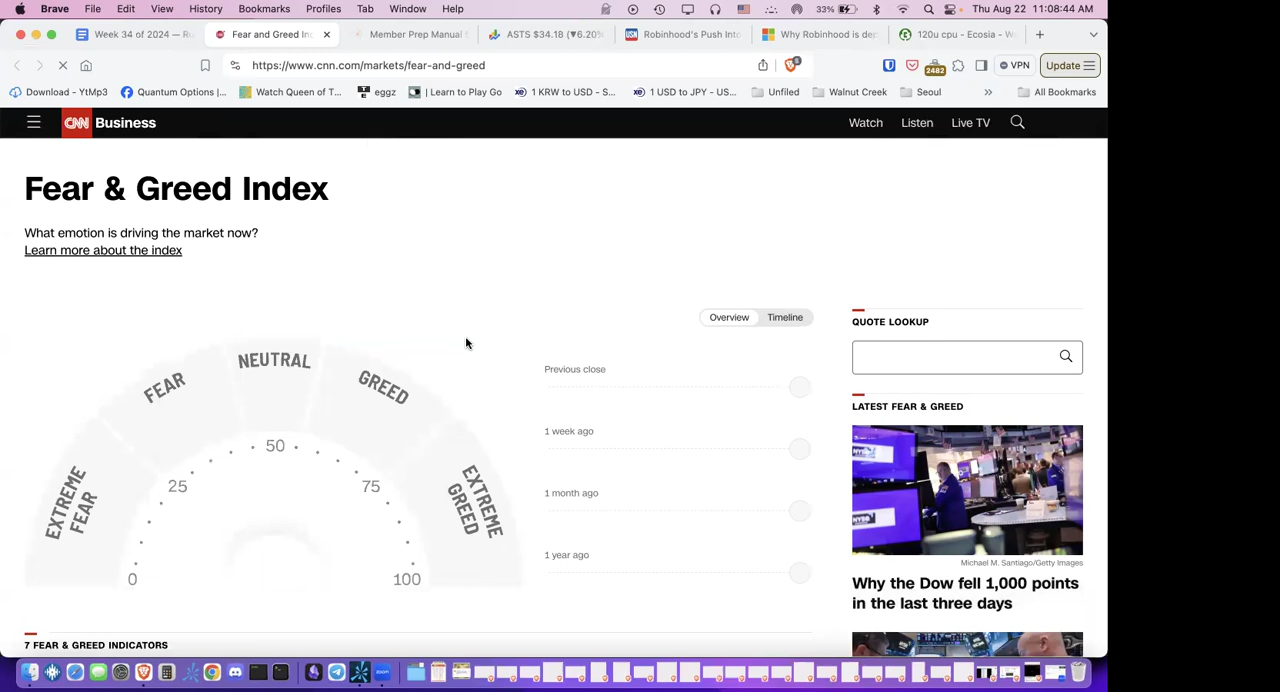 Brave File Edit View History Bookmarks Profiles Tab Window Help 33% Thu Aug 22 11:08:44 AM
Week 34 of 2024 — Fear and Greed Ind Member Prep Manual ASTS $34.18 (▼6.20% Robinhood's Push Into Why Robinhood is dep 120u cpu - Ecosia - W
https://www.cnn.com/markets/fear-and-greed 2482 VPN Update
Download - YtMp3 Quantum Options |... Watch Queen of T... eggz | Learn to Play Go 1 KRW to USD - S... 1 USD to JPY - US... Unfiled Walnut Creek Seoul » All Bookmarks
CNN Business Watch Listen Live TV
Fear & Greed Index
What emotion is driving the market now?
Learn more about the index
Overview Timeline
QUOTE LOOKUP
EXTREME FEAR
FEAR
NEUTRAL
GREED
EXTREME GREED
0
25
50
75
100
Previous close
1 week ago
1 month ago
1 year ago
LATEST FEAR & GREED
Michael M. Santiago/Getty Images
Why the Dow fell 1,000 points
in the last three days
7 FEAR & GREED INDICATORS
zoom